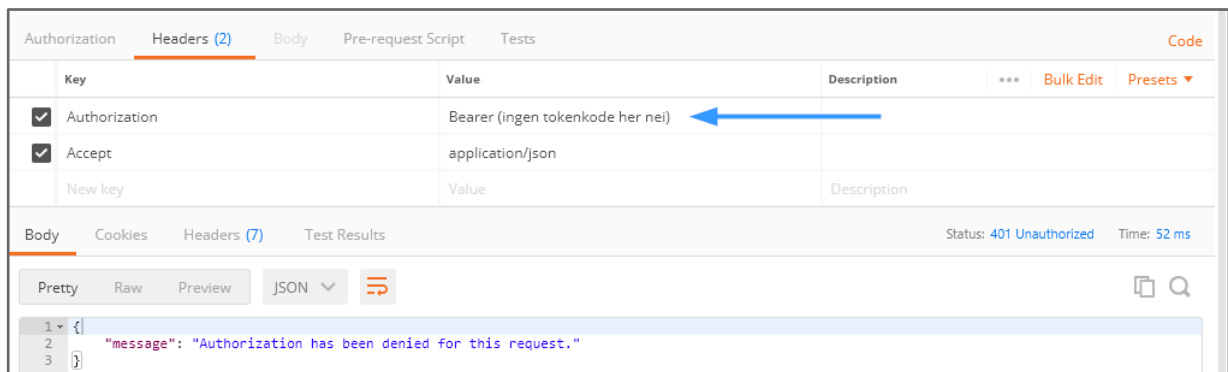 Authorization Headers (2) Body Pre-request Script Tests Code
Key Value Description ••• Bulk Edit Presets
Authorization Bearer (ingen tokenkode her nei)
Accept application/json
New key Value Description
Body Cookies Headers (7) Test Results Status: 401 Unauthorized Time: 52 ms
Pretty Raw Preview JSON
1 {
2 "message": "Authorization has been denied for this request."
3 }